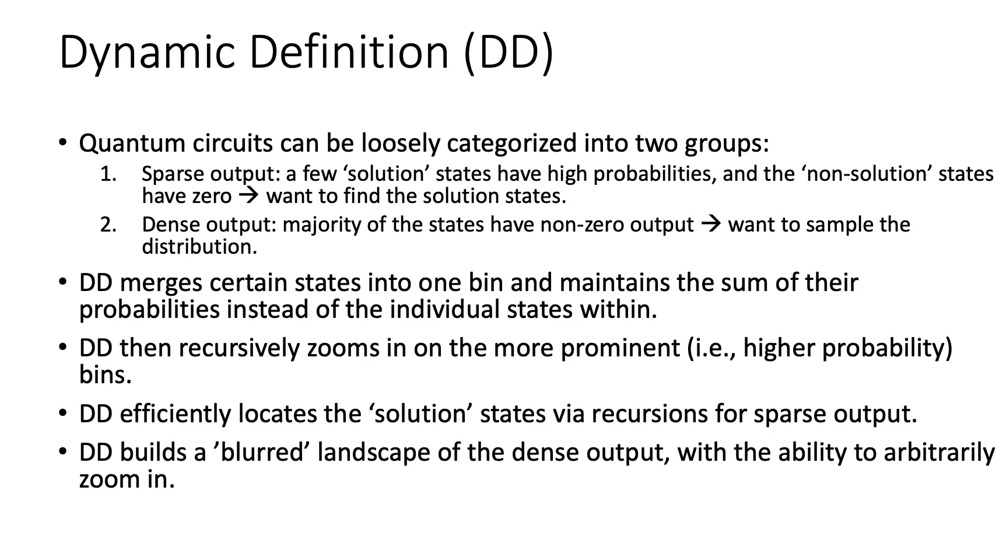 Dynamic Definition (DD)
• Quantum circuits can be loosely categorized into two groups:
1. Sparse output: a few ‘solution’ states have high probabilities, and the ‘non-solution’ states
have zero → want to find the solution states.
2. Dense output: majority of the states have non-zero output → want to sample the
distribution.
• DD merges certain states into one bin and maintains the sum of their
probabilities instead of the individual states within.
• DD then recursively zooms in on the more prominent (i.e., higher probability)
bins.
• DD efficiently locates the ‘solution’ states via recursions for sparse output.
• DD builds a ’blurred’ landscape of the dense output, with the ability to arbitrarily
zoom in.